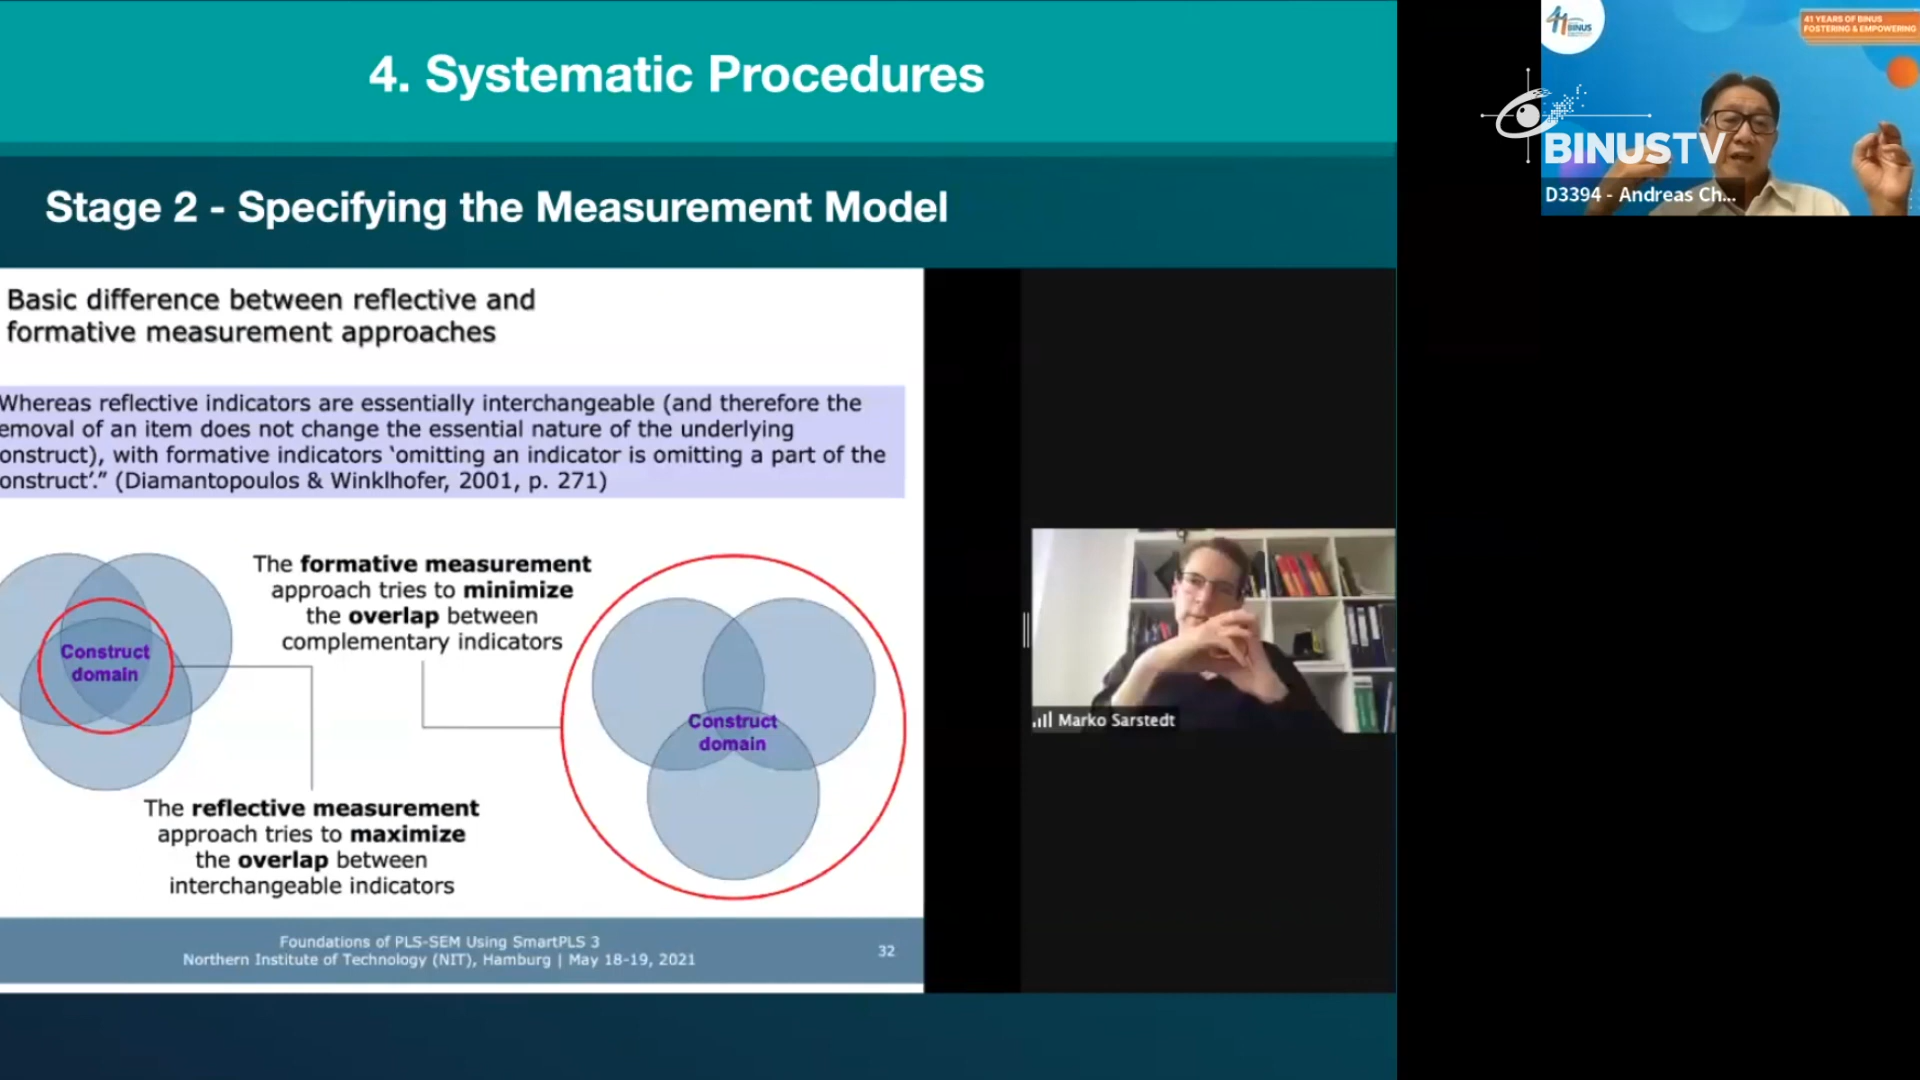 4. Systematic Procedures
Stage 2 - Specifying the Measurement Model
Basic difference between reflective and
formative measurement approaches
Whereas reflective indicators are essentially interchangeable (and therefore the
emoval of an item does not change the essential nature of the underlying
onstruct), with formative indicators ‘omitting an indicator is omitting a part of the
onstruct’.” (Diamantopoulos & Winklhofer, 2001, p. 271)
The formative measurement
approach tries to minimize
the overlap between
complementary indicators
Construct
domain
Construct
domain
The reflective measurement
approach tries to maximize
the overlap between
interchangeable indicators
Foundations of PLS-SEM Using SmartPLS 3
Northern Institute of Technology (NIT), Hamburg | May 18-19, 2021
32
Marko Sarstedt
41
BINUS
41 YEARS OF BINUS
FOSTERING & EMPOWERING
BINUSTV
D3394 - Andreas Ch...